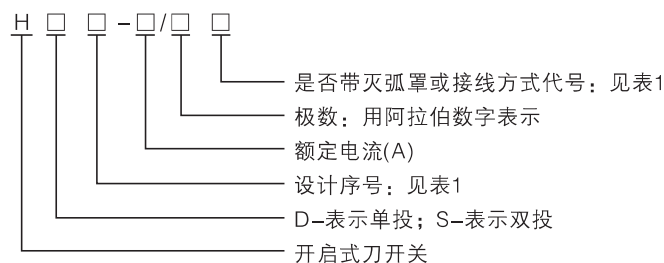 H □ □-□/□ □
是否带灭弧罩或接线方式代号：见表1
极数：用阿拉伯数字表示
额定电流(A)
设计序号：见表1
D-表示单投；S-表示双投
开启式刀开关